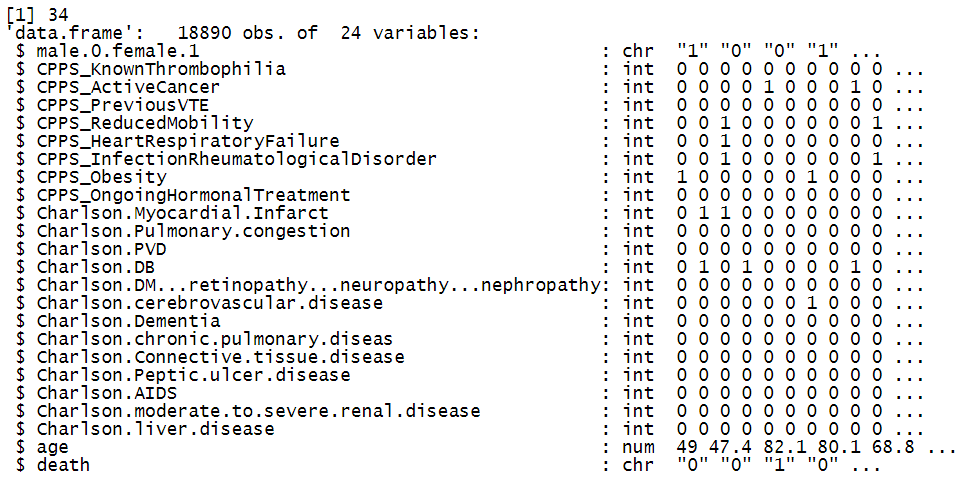 [1] 34
'data.frame':   18890 obs. of  24 variables:
 $ male.0.female.1                                   : chr  "1" "0" "0" "1" ...
 $ CPPS_KnownThrombophilia                           : int  0 0 0 0 0 0 0 0 0 0 ...
 $ CPPS_ActiveCancer                                 : int  0 0 0 0 1 0 0 0 1 0 ...
 $ CPPS_PreviousVTE                                  : int  0 0 0 0 0 0 0 0 0 0 ...
 $ CPPS_ReducedMobility                              : int  0 0 1 0 0 0 0 0 0 1 ...
 $ CPPS_HeartRespiratoryFailure                      : int  0 0 1 0 0 0 0 0 0 0 ...
 $ CPPS_InfectionRheumatologicalDisorder             : int  0 0 1 0 0 0 0 0 0 1 ...
 $ CPPS_Obesity                                      : int  1 0 0 0 0 0 1 0 0 0 ...
 $ CPPS_OngoingHormonalTreatment                     : int  0 0 0 0 0 0 0 0 0 0 ...
 $ Charlson.Myocardial.Infarct                       : int  0 1 1 0 0 0 0 0 0 0 ...
 $ Charlson.Pulmonary.congestion                     : int  0 0 0 0 0 0 0 0 0 0 ...
 $ Charlson.PVD                                      : int  0 0 0 0 0 0 0 0 0 0 ...
 $ Charlson.DB                                       : int  0 1 0 1 0 0 0 0 1 0 ...
 $ Charlson.DM...retinopathy...neuropathy...nephropathy: int  0 0 0 0 0 0 0 0 0 0 ...
 $ Charlson.cerebrovascular.disease                  : int  0 0 0 0 0 0 1 0 0 0 ...
 $ Charlson.Dementia                                 : int  0 0 0 0 0 0 0 0 0 0 ...
 $ Charlson.chronic.pulmonary.diseas                 : int  0 0 0 0 0 0 0 0 0 0 ...
 $ Charlson.Connective.tissue.disease                : int  0 0 0 0 0 0 0 0 0 0 ...
 $ Charlson.Peptic.ulcer.disease                     : int  0 0 0 0 0 0 0 0 0 0 ...
 $ Charlson.AIDS                                     : int  0 0 0 0 0 0 0 0 0 0 ...
 $ Charlson.moderate.to.severe.renal.disease         : int  0 0 0 0 0 0 0 0 0 0 ...
 $ Charlson.liver.disease                            : int  0 0 0 0 0 0 0 0 0 0 ...
 $ age                                               : num  49 47.4 82.1 80.1 68.8 ...
 $ death                                             : chr  "0" "0" "1" "0" ...